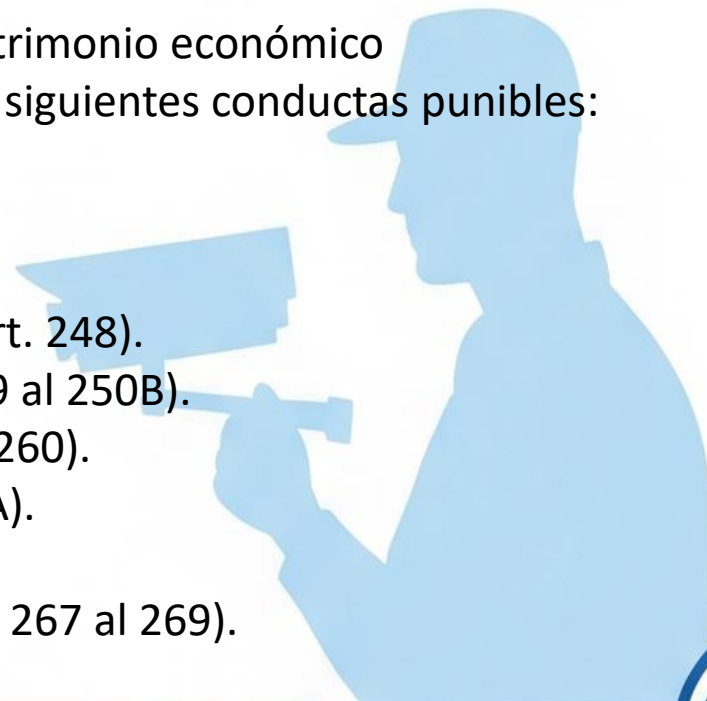 trimonio económico
siguientes conductas punibles:
rt. 248).
9 al 250B).
260).
A).
267 al 269).